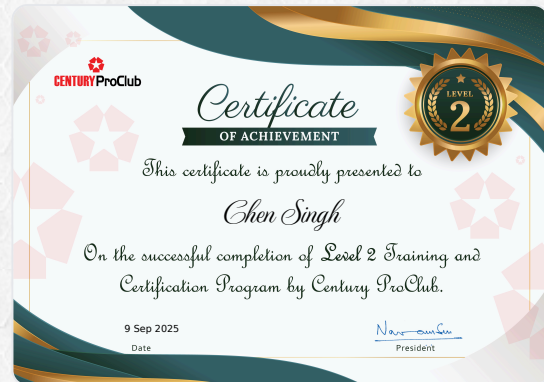 CENTURY ProClub
LEVEL
2
Certificate
OF ACHIEVEMENT
This certificate is proudly presented to
Chen Singh
On the successful completion of Level 2 Training and
Certification Program by Century ProClub.
9 Sep 2025
Date
President